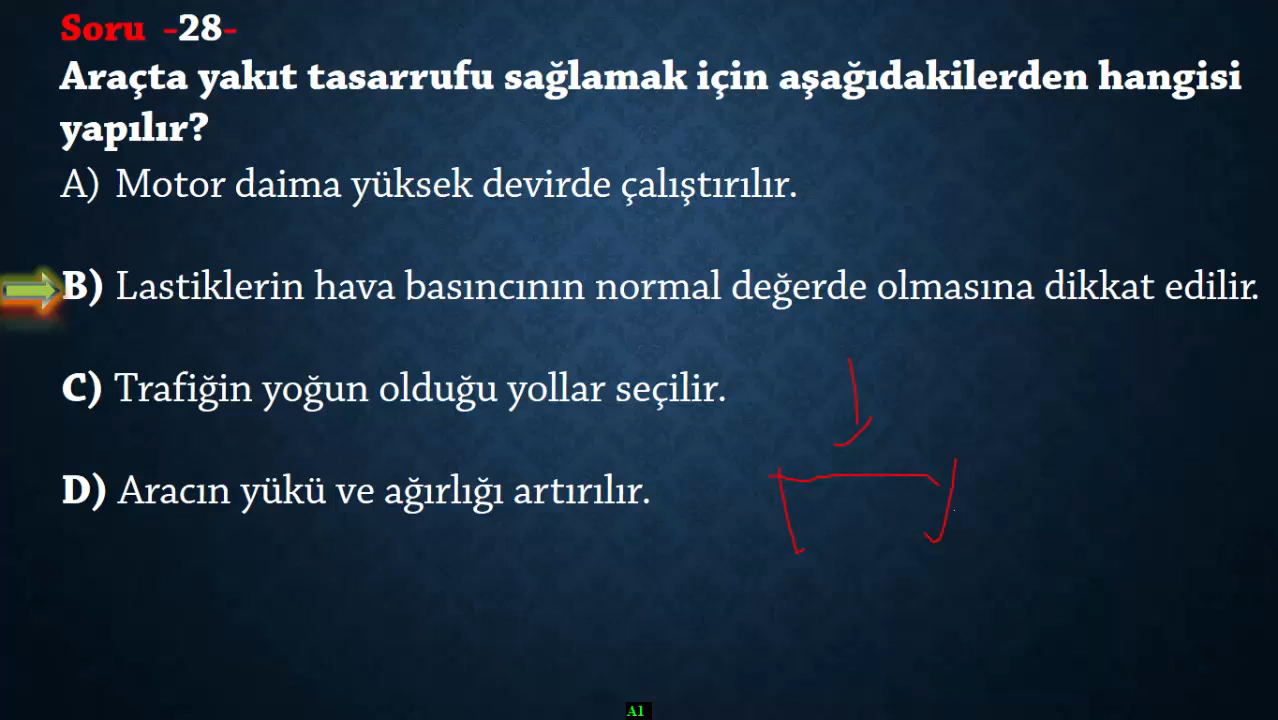 Soru -28-
Araçta yakıt tasarrufu sağlamak için aşağıdakilerden hangisi
yapılır?
A) Motor daima yüksek devirde çalıştırılır.
B) Lastiklerin hava basıncının normal değerde olmasına dikkat edilir.
C) Trafiğin yoğun olduğu yollar seçilir.
D) Aracın yükü ve ağırlığı artırılır.
A1